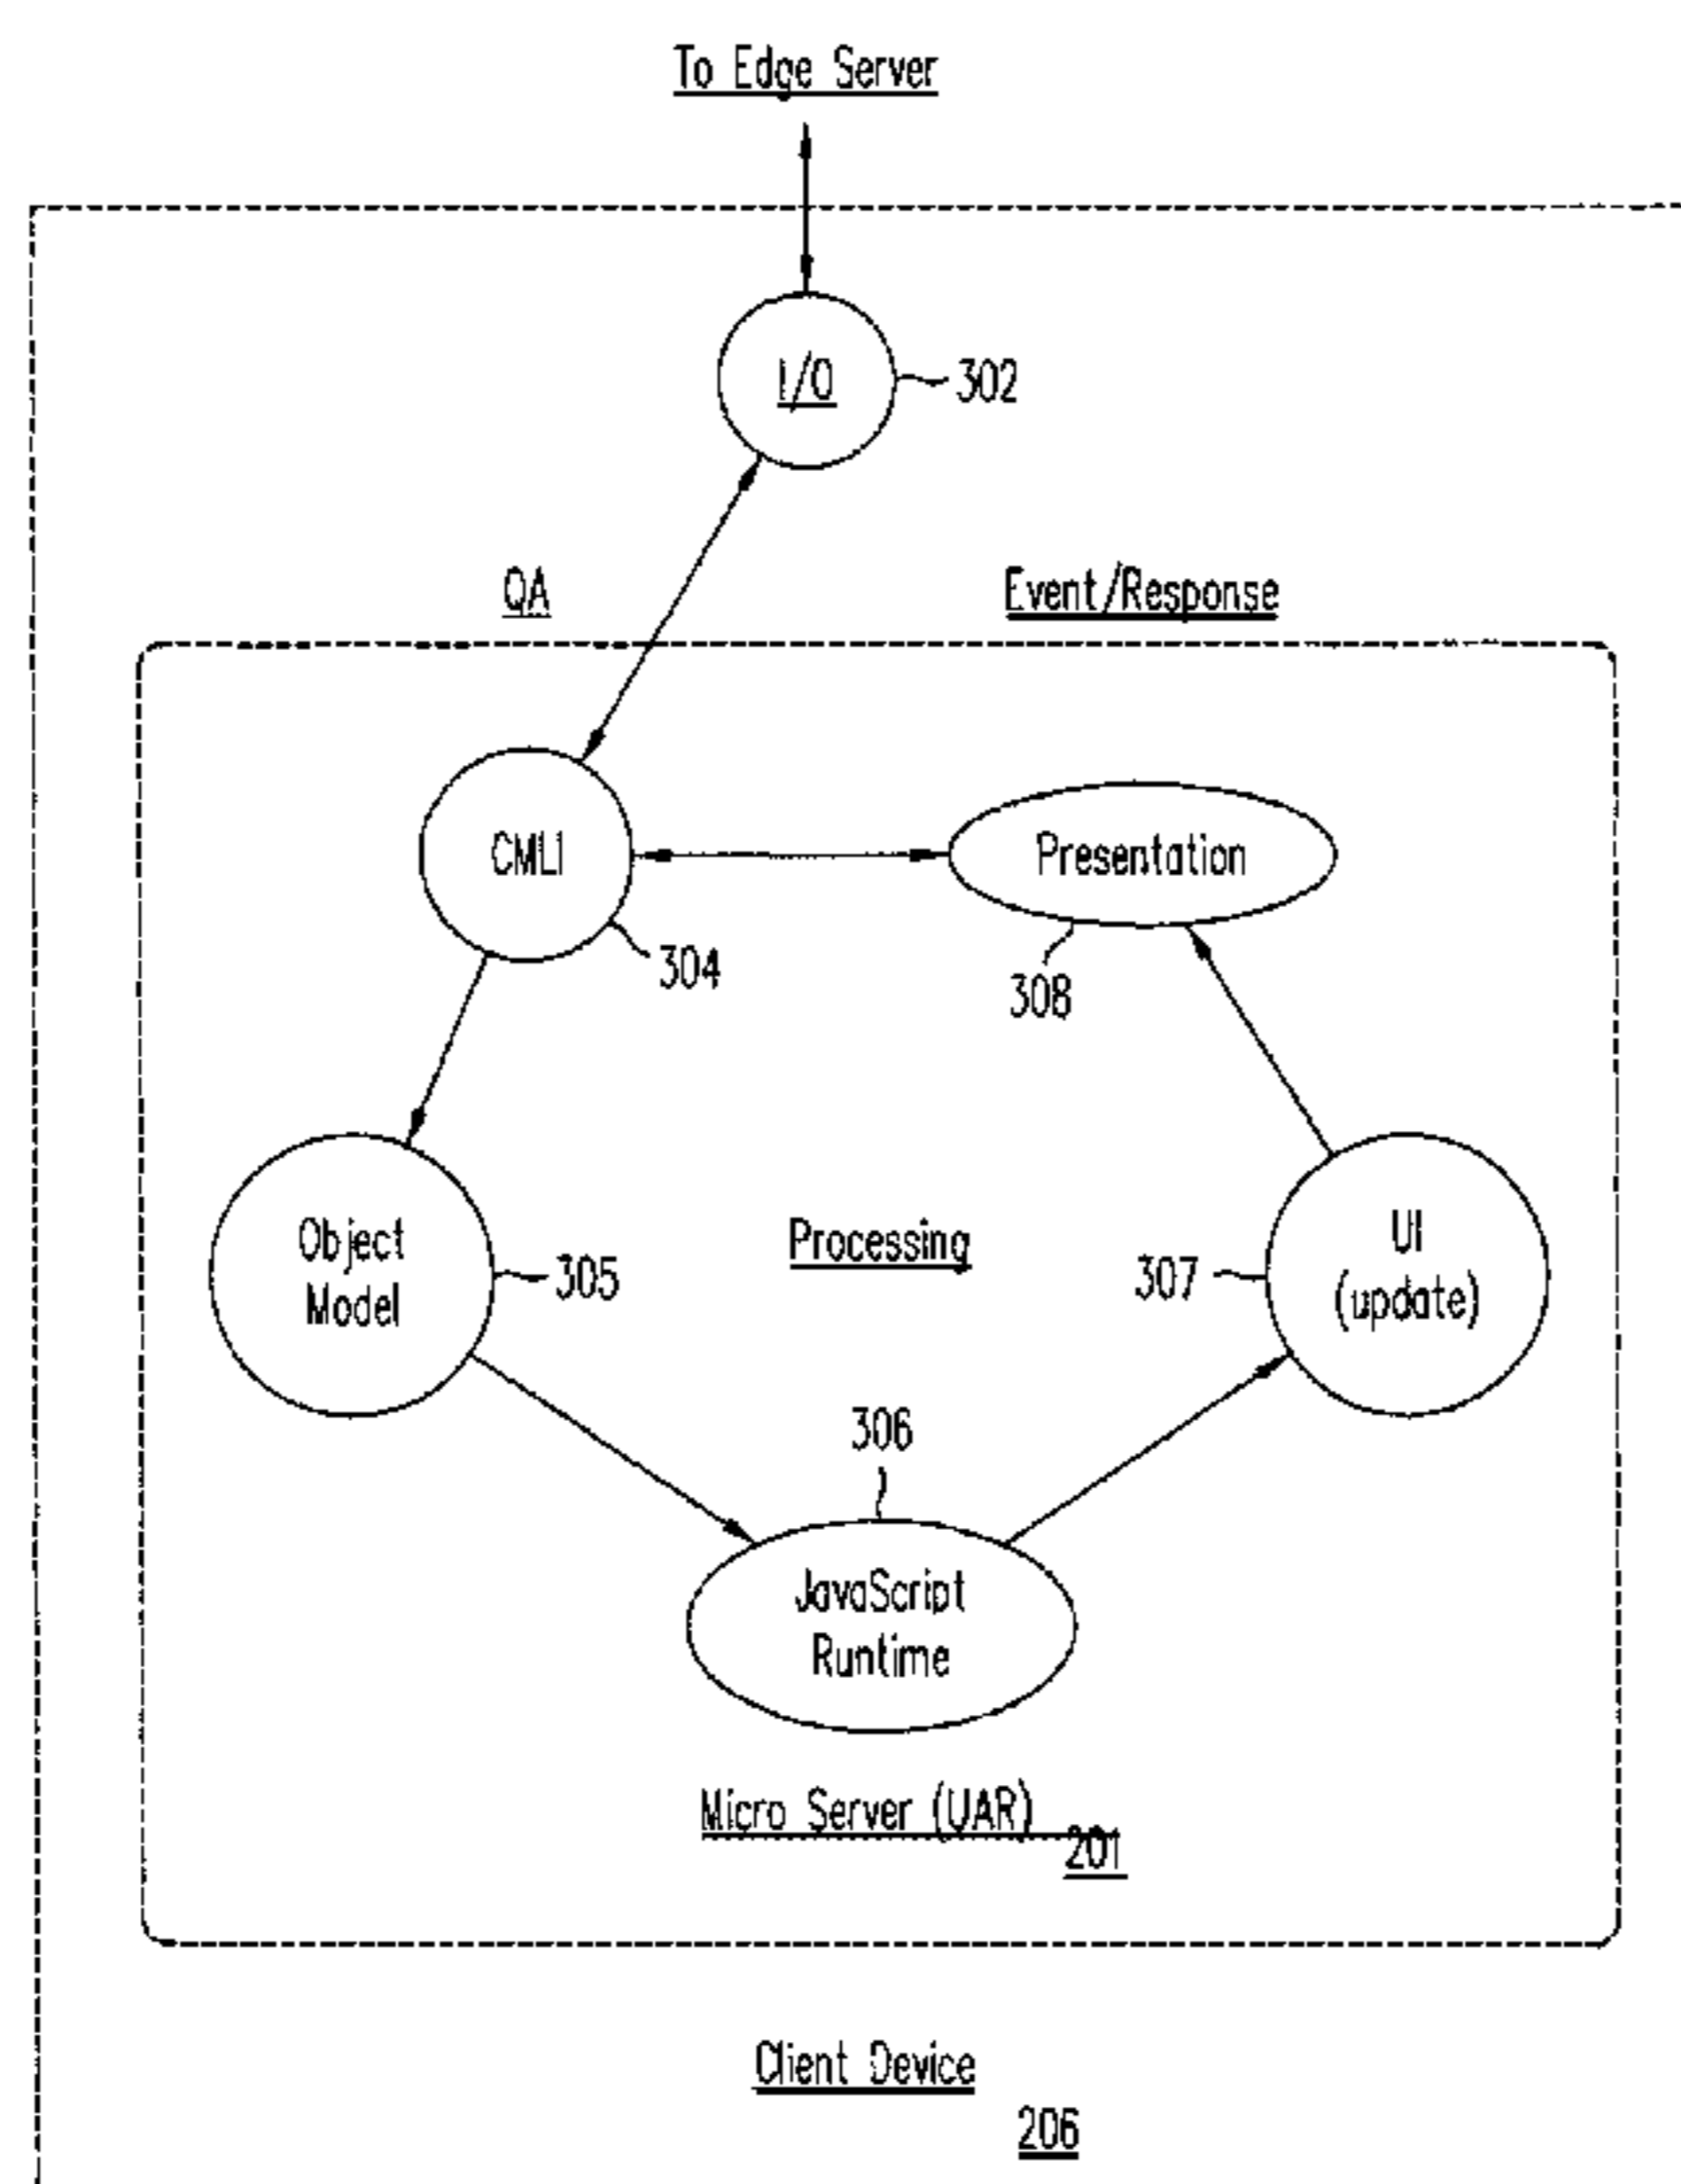 To Edge Server
I/O
302
QA
Event/Response
CMLI
Presentation
304
308
Object
Model
305
Processing
307
UI
(update)
306
JavaScript
Runtime
Micro Server (UAR)
201
Client Device
206